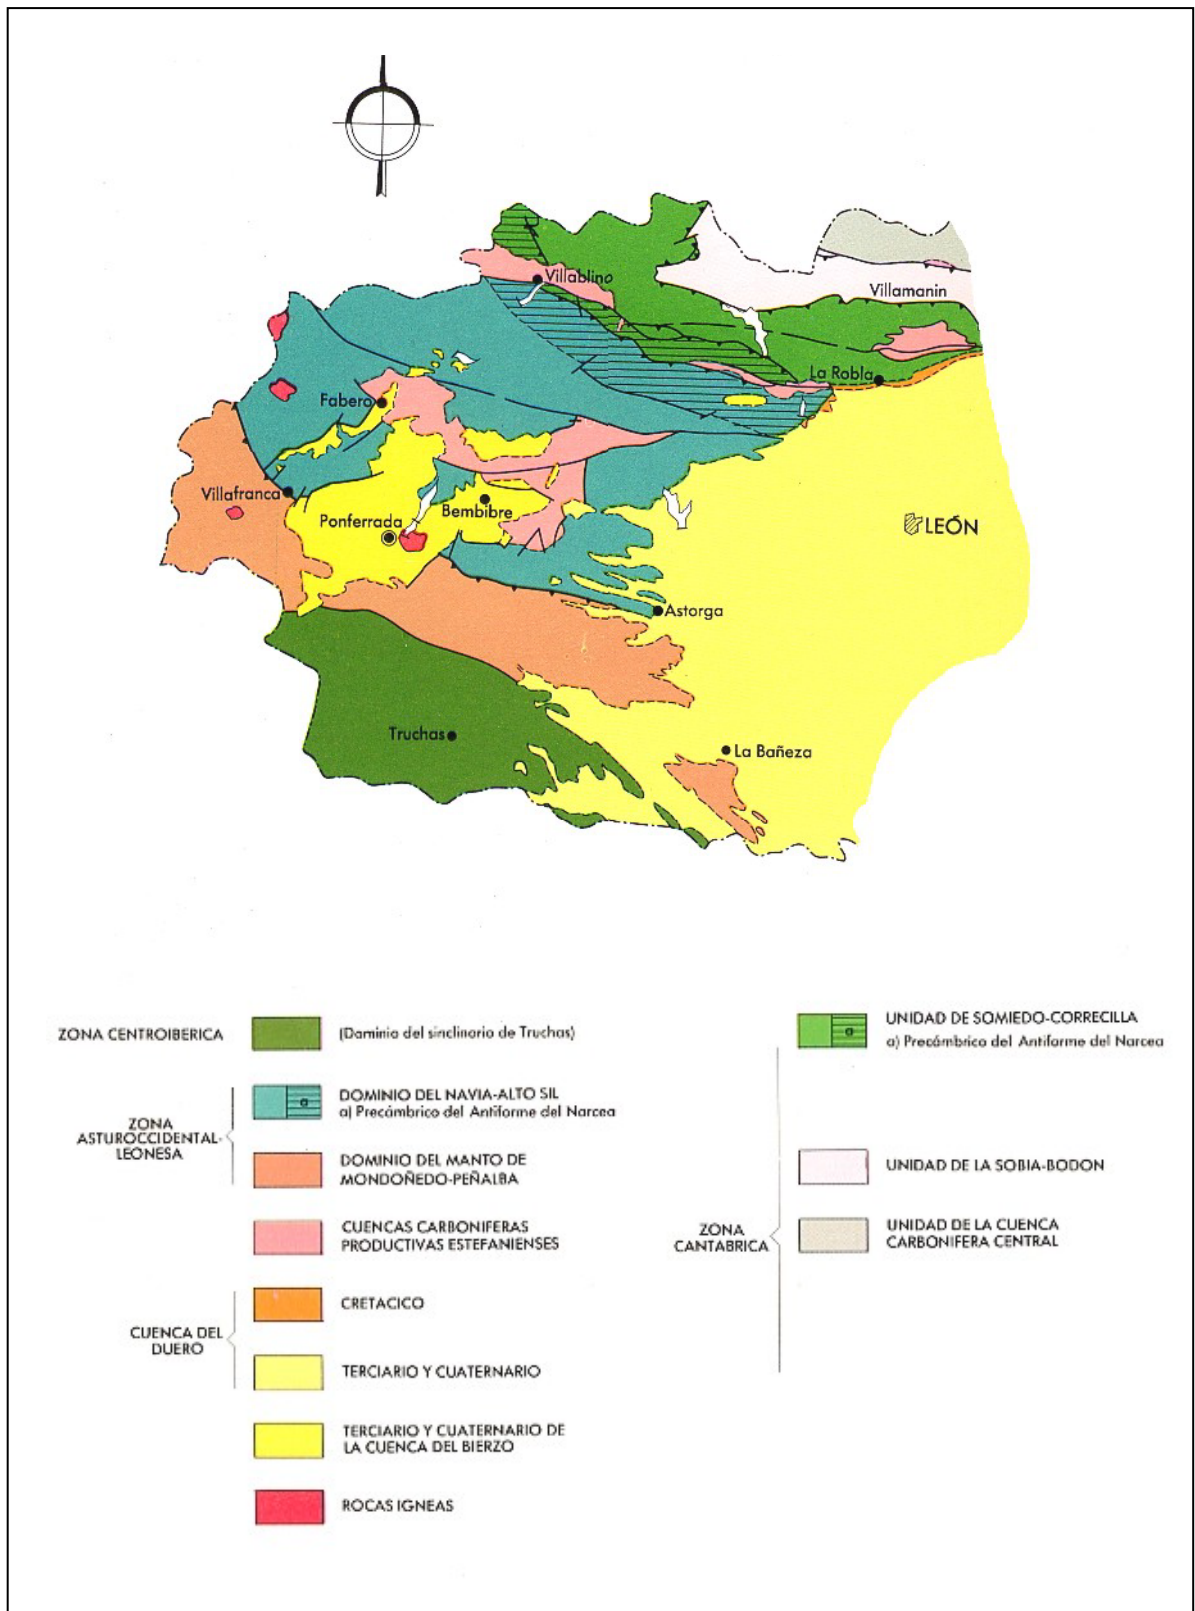 Villablino
Villamanin
La Robla
Fabero
Villafranca
Ponferrada
Bembibre
LEÓN
Astorga
Truchas
La Bañeza
ZONA CENTROIBERICA
(Dominio del sinclinorio de Truchas)
ZONA
ASTUROCCIDENTAL-
LEONESA
a
DOMINIO DEL NAVIA-ALTO SIL
a) Precámbrico del Antiforme del Narcea
DOMINIO DEL MANTO DE
MONDOÑEDO-PEÑALBA
CUENCAS CARBONIFERAS
PRODUCTIVAS ESTEFANIENSES
CUENCA DEL
DUERO
CRETACICO
TERCIARIO Y CUATERNARIO
TERCIARIO Y CUATERNARIO DE
LA CUENCA DEL BIERZO
ROCAS IGNEAS
ZONA
CANTABRICA
a
UNIDAD DE SOMIEDO-CORRECILLA
a) Precámbrico del Antiforme del Narcea
UNIDAD DE LA SOBIA-BODON
UNIDAD DE LA CUENCA
CARBONIFERA CENTRAL